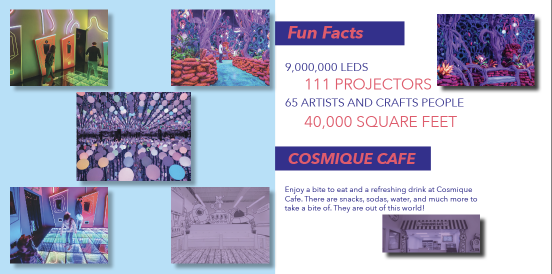 Fun Facts
9,000,000 LEDS
111 PROJECTORS
65 ARTISTS AND CRAFTS PEOPLE
40,000 SQUARE FEET
COSMIQUE CAFE
Enjoy a bite to eat and a refreshing drink at Cosmique
Cafe. There are snacks, sodas, water, and much more to
take a bite of. They are out of this world!